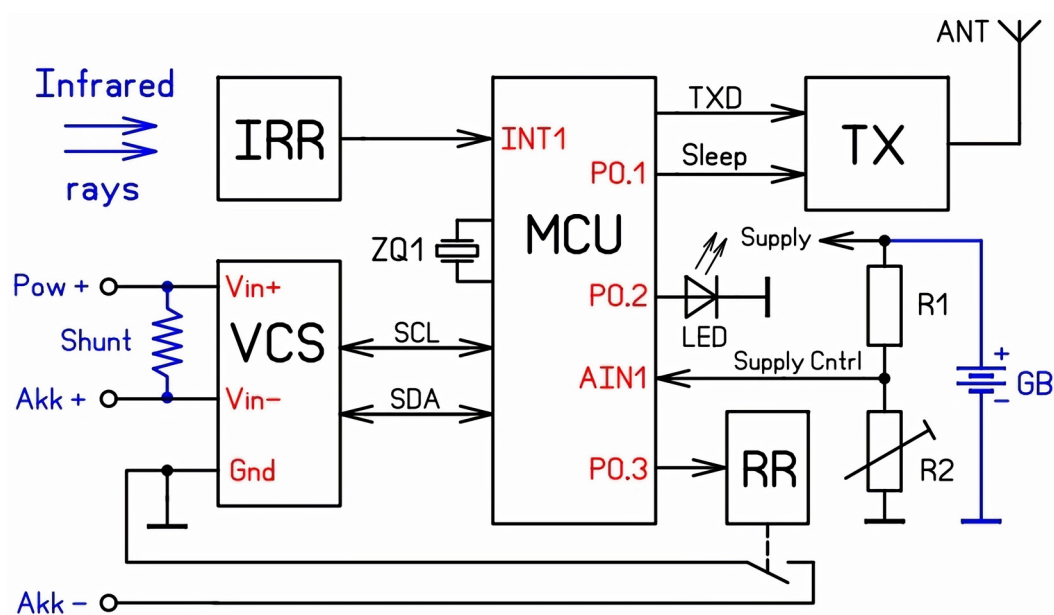 ANT
Infrared
rays
IRR
INT1
TXD
TX
P0.1
Sleep
MCU
ZQ1
Supply
Pow +
Vin+
P0.2
R1
LED
Shunt
VCS
SCL
Supply Cntrl
AIN1
+
GB
−
Akk +
Vin−
SDA
Gnd
P0.3
RR
R2
Akk −